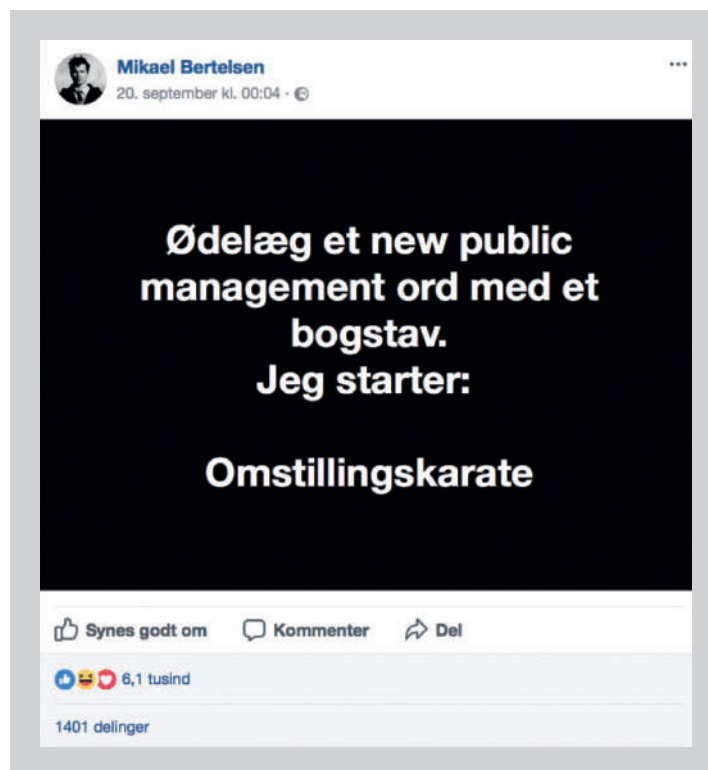 Mikael Bertelsen
20. september kl. 00:04 ·
Ødelæg et new public
management ord med et
bogstav.
Jeg starter:
Omstillingskarate
Synes godt om Kommenter Del
6,1 tusind
1401 delinger